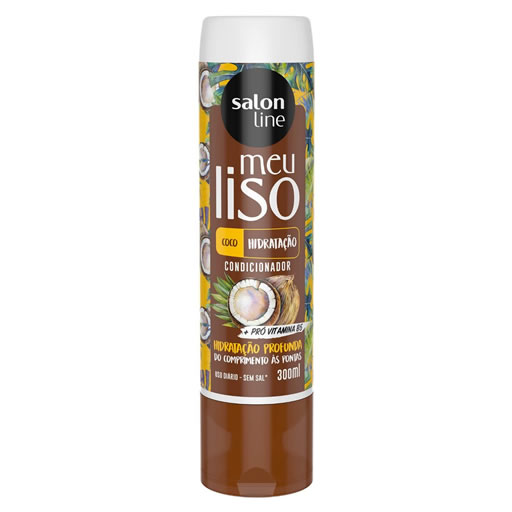 salon
line
meu
liso
COCO HIDRATAÇÃO
CONDICIONADOR
+ PRÓ VITAMINA B5
HIDRATAÇÃO PROFUNDA
DO COMPRIMENTO ÀS PONTAS
USO DIÁRIO - SEM SAL* 300ml